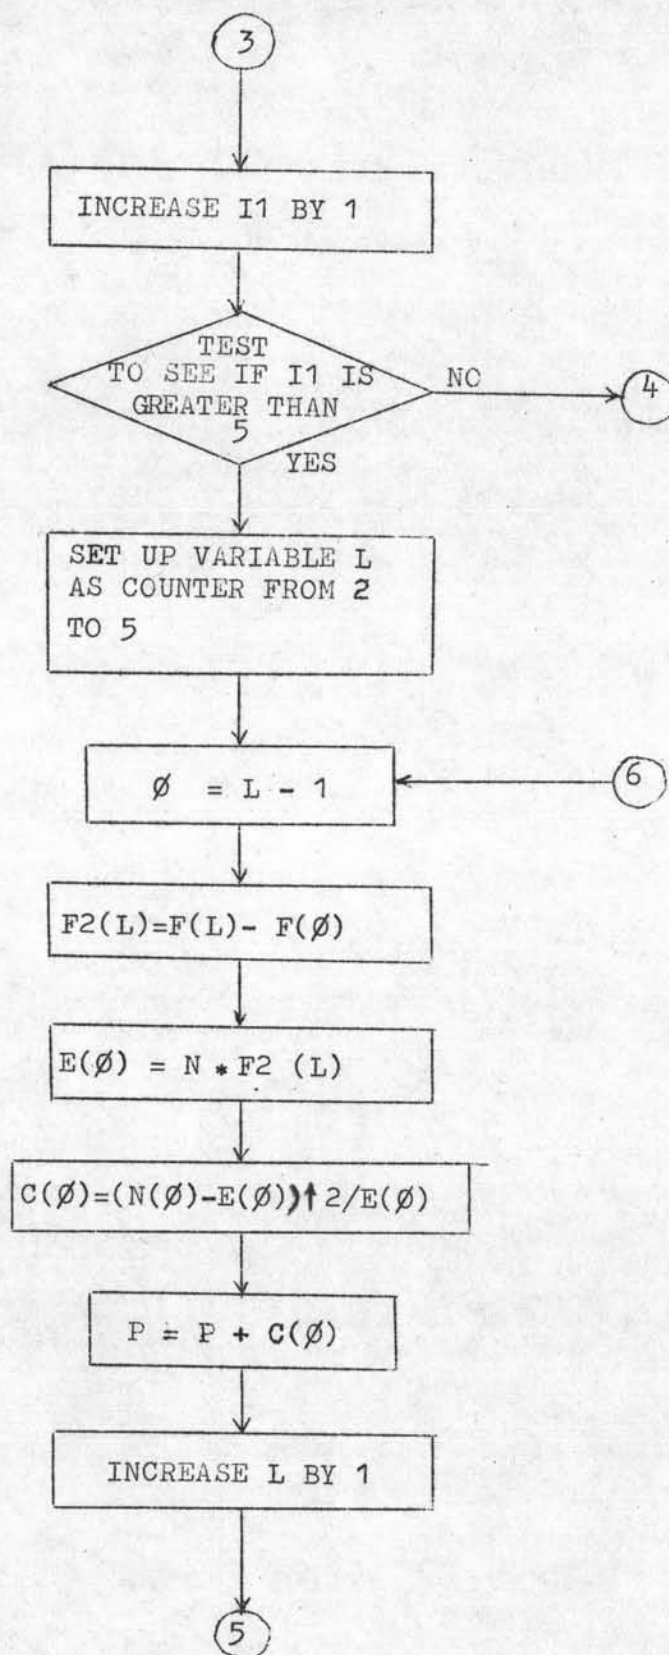 3
INCREASE I1 BY 1
TEST
TO SEE IF I1 IS
GREATER THAN
5
NO
4
YES
SET UP VARIABLE L
AS COUNTER FROM 2
TO 5
Ø = L - 1
6
F2(L)=F(L)- F(Ø)
E(Ø) = N * F2 (L)
C(Ø)=(N(Ø)-E(Ø))↑2/E(Ø)
P = P + C(Ø)
INCREASE L BY 1
5